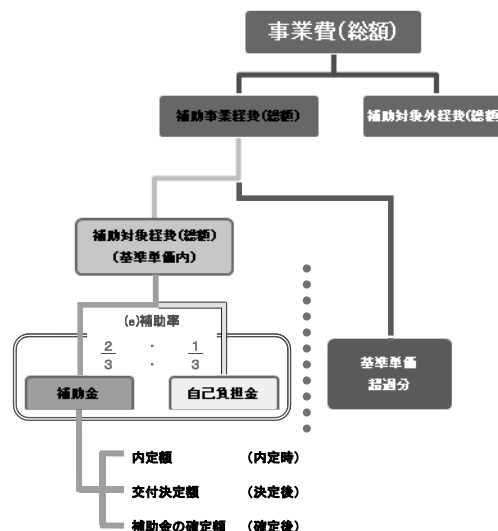 事業費(総額)
補助事業経費(総額)
補助対象外経費(総額)
補助対象経費(総額)
(基準単価内)
(e)補助率
2/3 : 1/3
補助金
自己負担金
基準単価
超過分
内定額 (内定時)
交付決定額 (決定後)
補助金の確定額 (確定後)